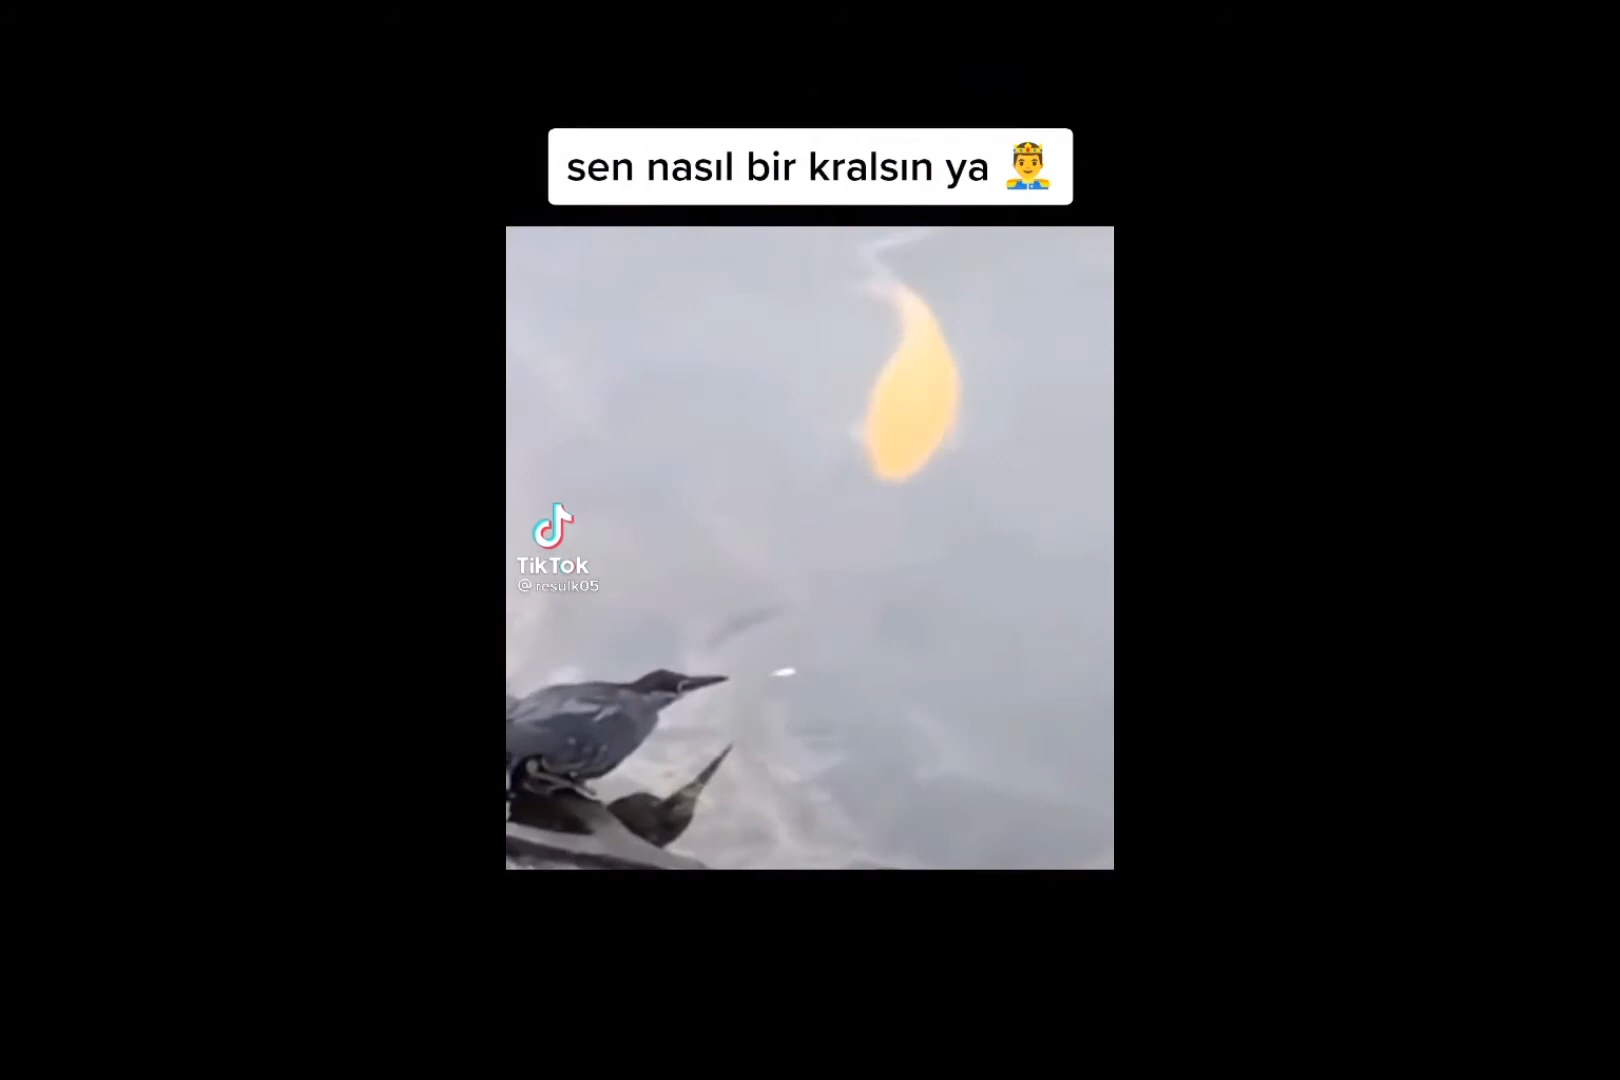 sen nasıl bir kralsın ya 🤴
TikTok
@resulk05